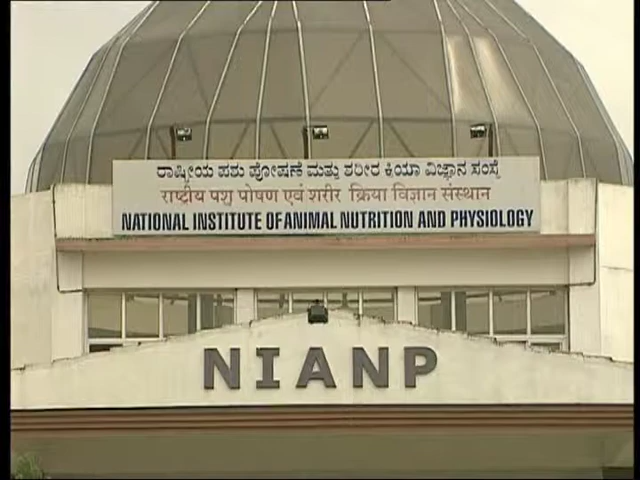 ರಾಷ್ಟ್ರೀಯ ಪಶು ಪೋಷಣೆ ಮತ್ತು ಶರೀರ ಕ್ರಿಯಾ ವಿಜ್ಞಾನ ಸಂಸ್ಥೆ
राष्ट्रीय पशु पोषण एवं शरीर क्रिया विज्ञान संस्थान
NATIONAL INSTITUTE OF ANIMAL NUTRITION AND PHYSIOLOGY
NIANP